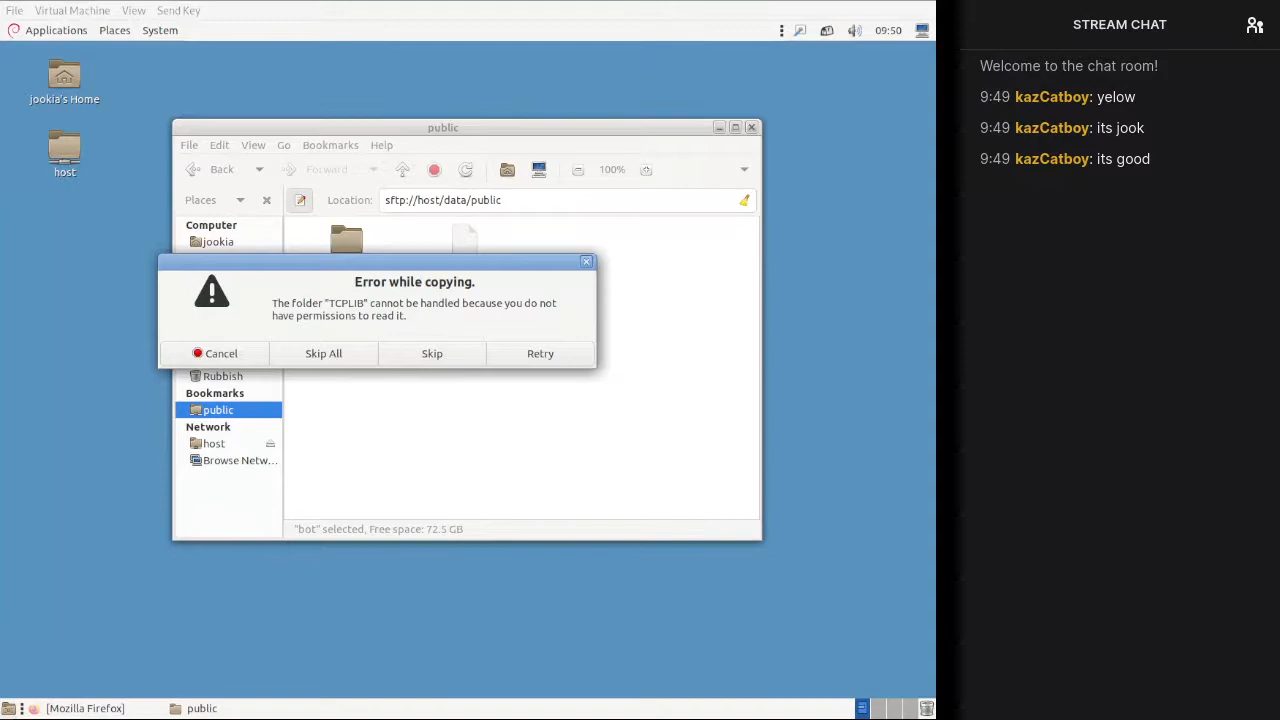 File Virtual Machine View Send Key
Applications Places System 09:50
jookia's Home
host
public
File Edit View Go Bookmarks Help
Back Forward 100%
Places Location: sftp://host/data/public
Computer
jookia
Error while copying.
The folder "TCPLIB" cannot be handled because you do not
have permissions to read it.
Cancel Skip All Skip Retry
Rubbish
Bookmarks
public
Network
host
Browse Netw...
"bot" selected, Free space: 72.5 GB
[Mozilla Firefox] public
STREAM CHAT
Welcome to the chat room!
9:49 kazCatboy: yelow
9:49 kazCatboy: its jook
9:49 kazCatboy: its good